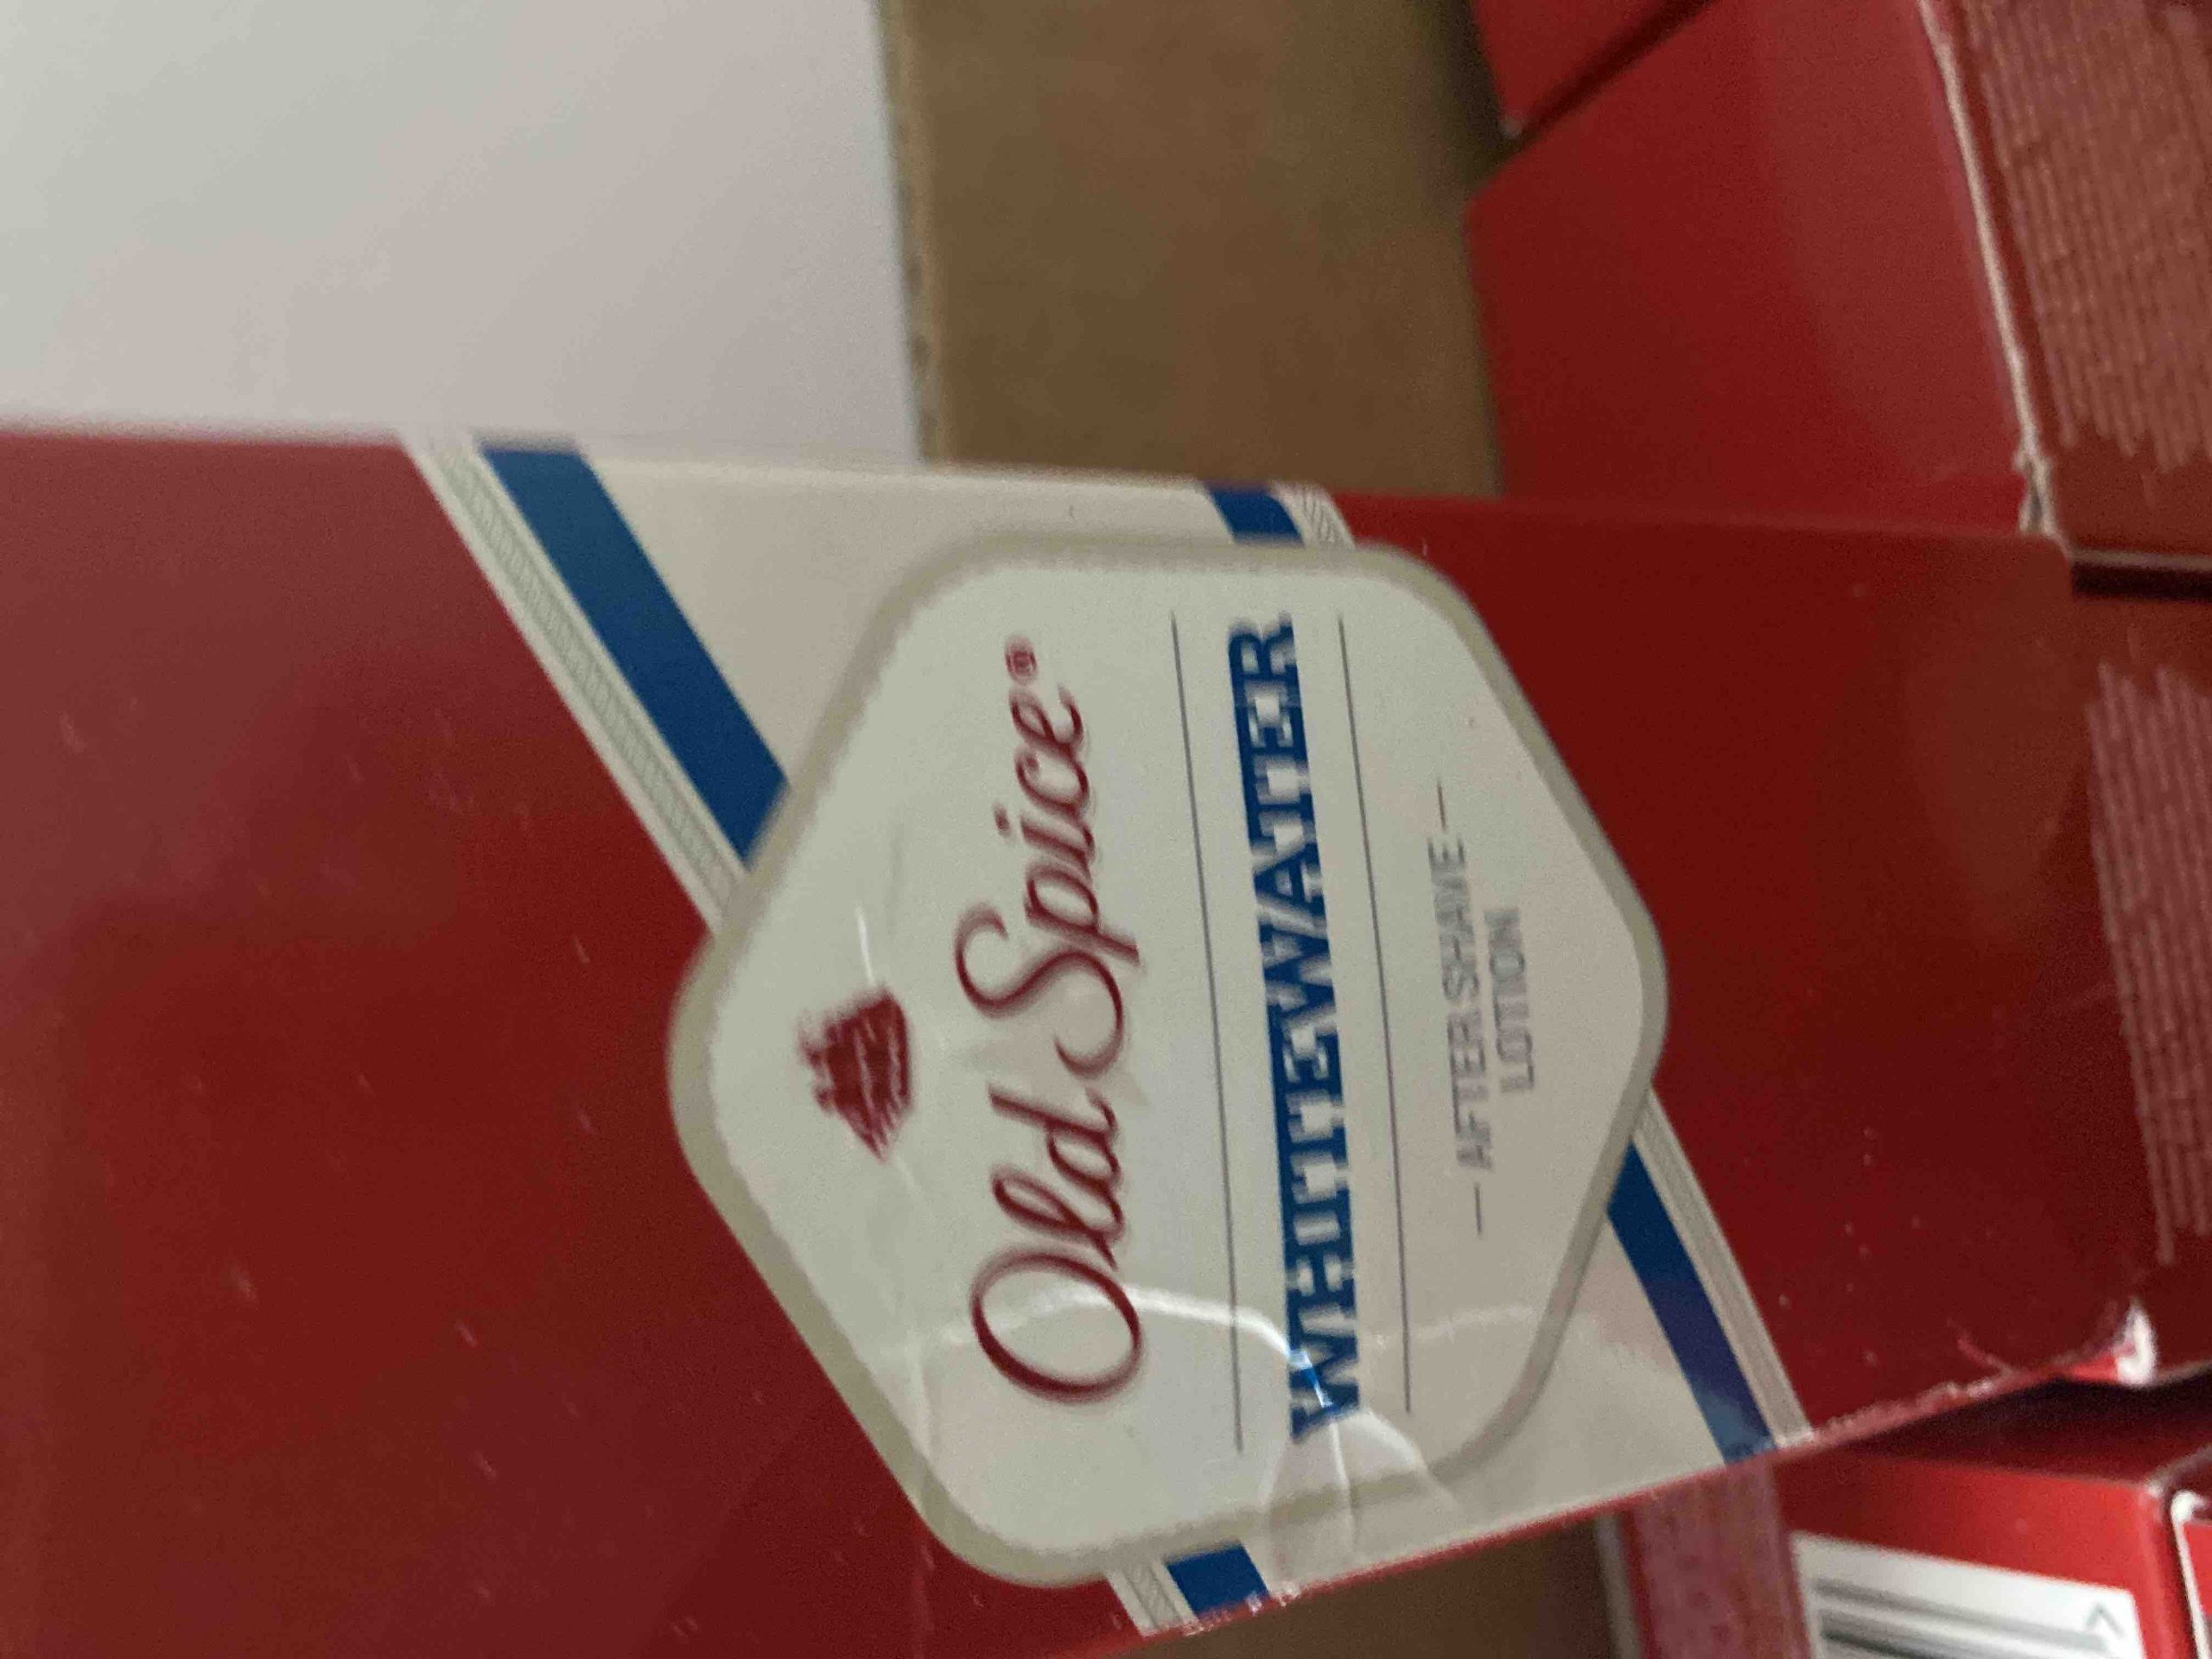 Old Spice®
WHITEWATER
— AFTER SHAVE —
LOTION